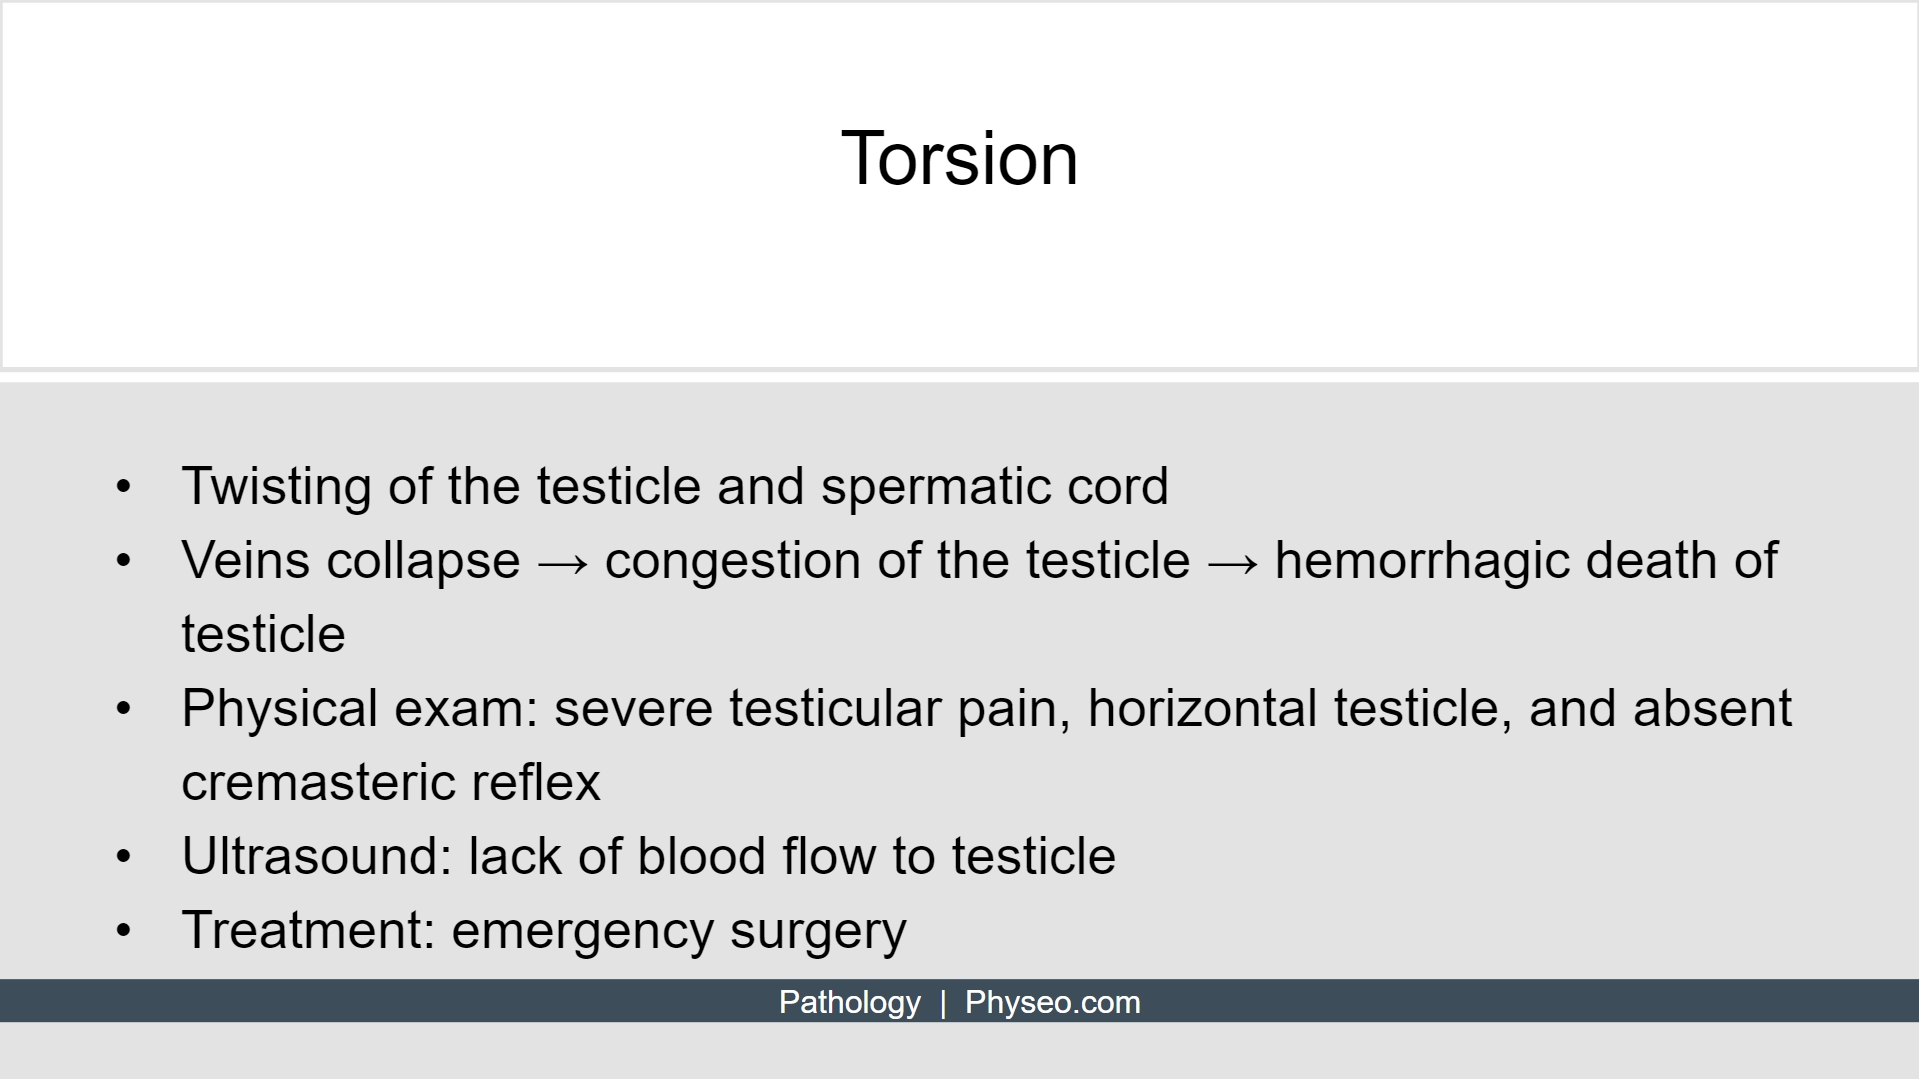 Torsion
• Twisting of the testicle and spermatic cord
• Veins collapse → congestion of the testicle → hemorrhagic death of
testicle
• Physical exam: severe testicular pain, horizontal testicle, and absent
cremasteric reflex
• Ultrasound: lack of blood flow to testicle
• Treatment: emergency surgery
Pathology | Physeo.com